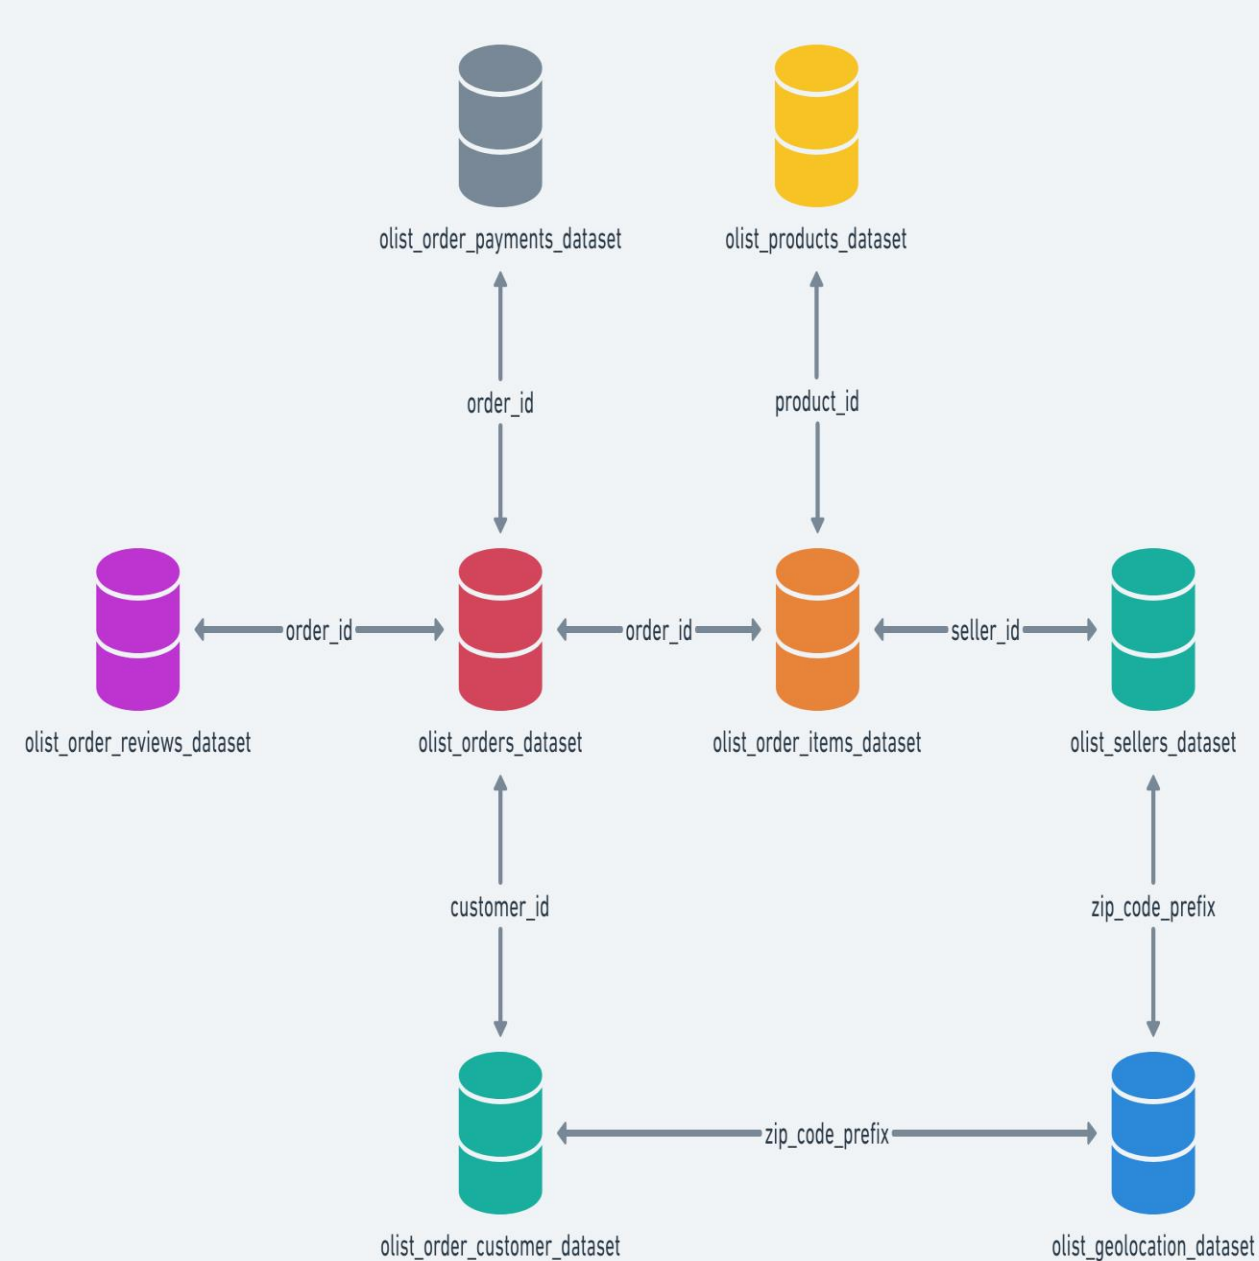 olist_order_payments_dataset
olist_products_dataset
order_id
product_id
order_id
order_id
seller_id
olist_order_reviews_dataset
olist_orders_dataset
olist_order_items_dataset
olist_sellers_dataset
customer_id
zip_code_prefix
zip_code_prefix
olist_order_customer_dataset
olist_geolocation_dataset